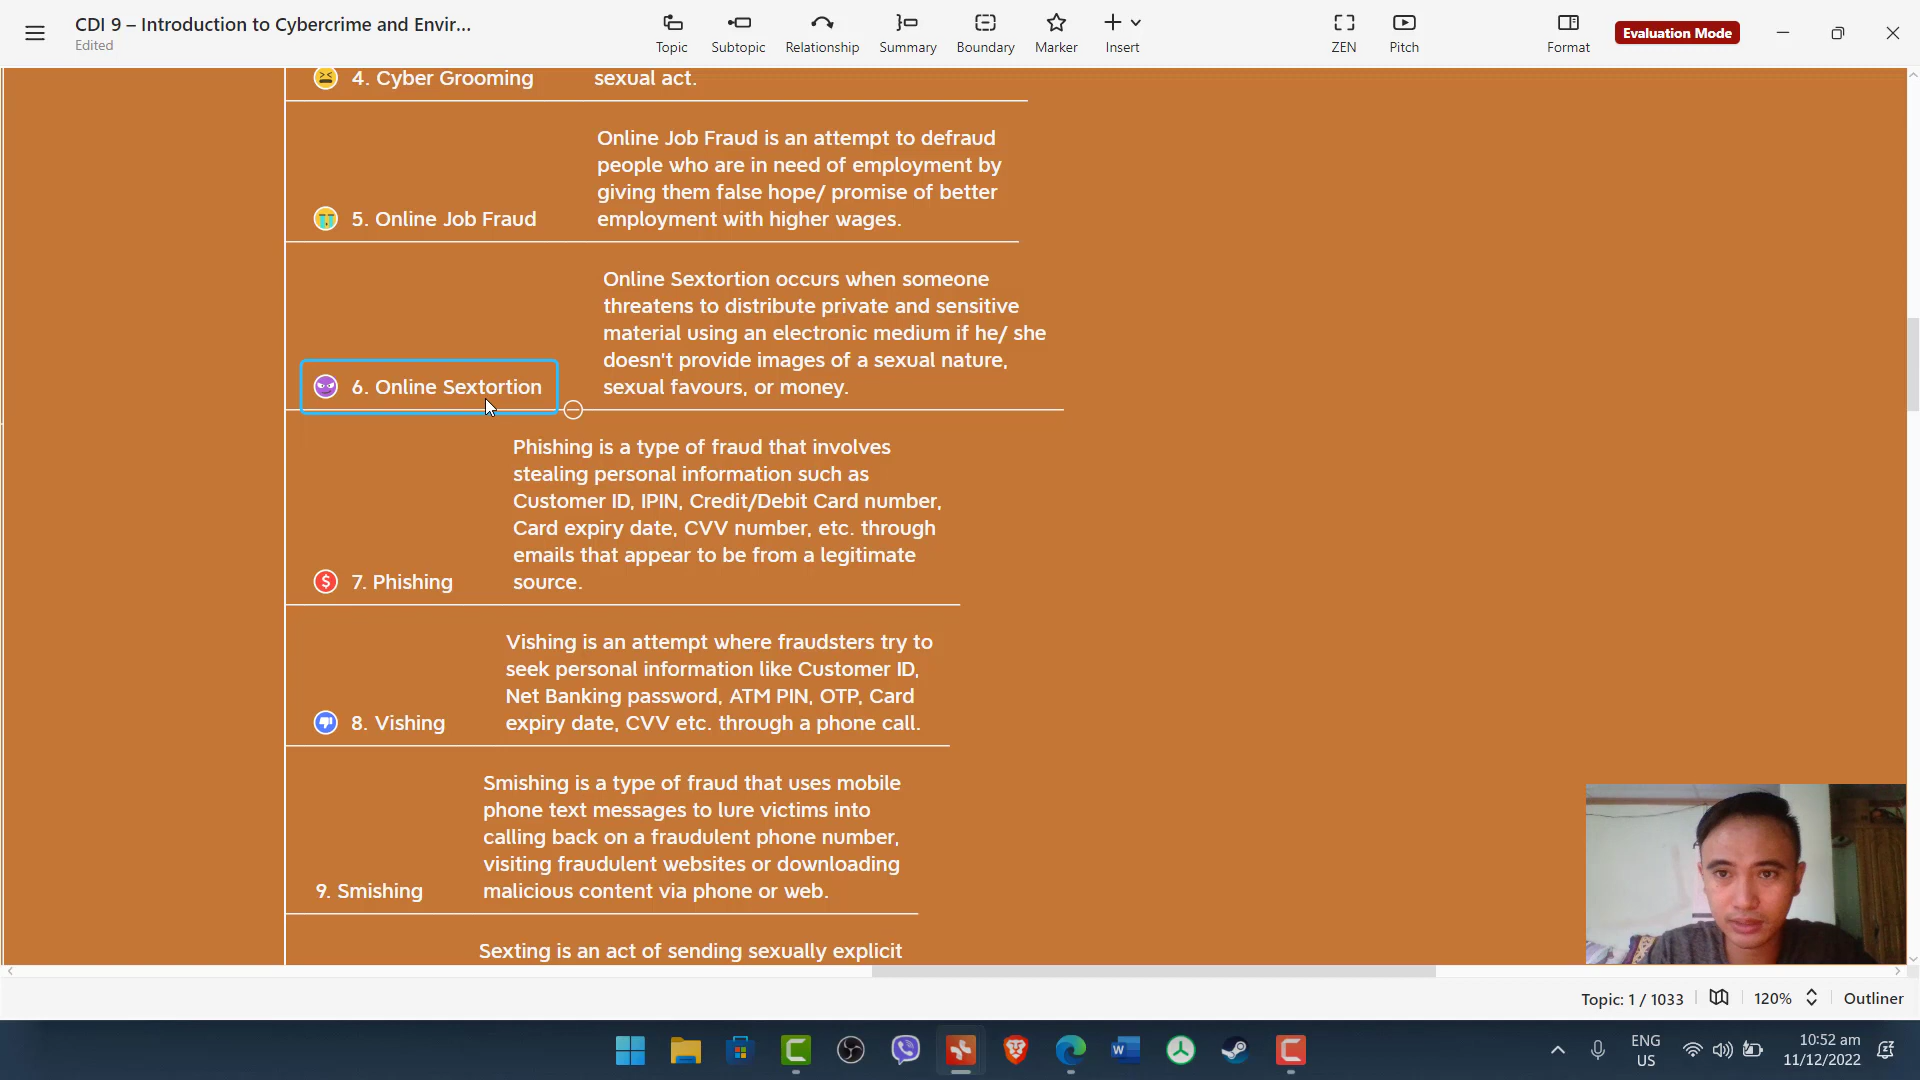 CDI 9 – Introduction to Cybercrime and Envir...
Edited
Topic
Subtopic
Relationship
Summary
Boundary
Marker
Insert
ZEN
Pitch
Format
Evaluation Mode
4. Cyber Grooming
sexual act.
Online Job Fraud is an attempt to defraud
people who are in need of employment by
giving them false hope/ promise of better
employment with higher wages.
5. Online Job Fraud
Online Sextortion occurs when someone
threatens to distribute private and sensitive
material using an electronic medium if he/ she
doesn't provide images of a sexual nature,
sexual favours, or money.
6. Online Sextortion
Phishing is a type of fraud that involves
stealing personal information such as
Customer ID, IPIN, Credit/Debit Card number,
Card expiry date, CVV number, etc. through
emails that appear to be from a legitimate
source.
7. Phishing
Vishing is an attempt where fraudsters try to
seek personal information like Customer ID,
Net Banking password, ATM PIN, OTP, Card
expiry date, CVV etc. through a phone call.
8. Vishing
Smishing is a type of fraud that uses mobile
phone text messages to lure victims into
calling back on a fraudulent phone number,
visiting fraudulent websites or downloading
malicious content via phone or web.
9. Smishing
Sexting is an act of sending sexually explicit
Topic: 1 / 1033
120%
Outliner
ENG
US
10:52 am
11/12/2022